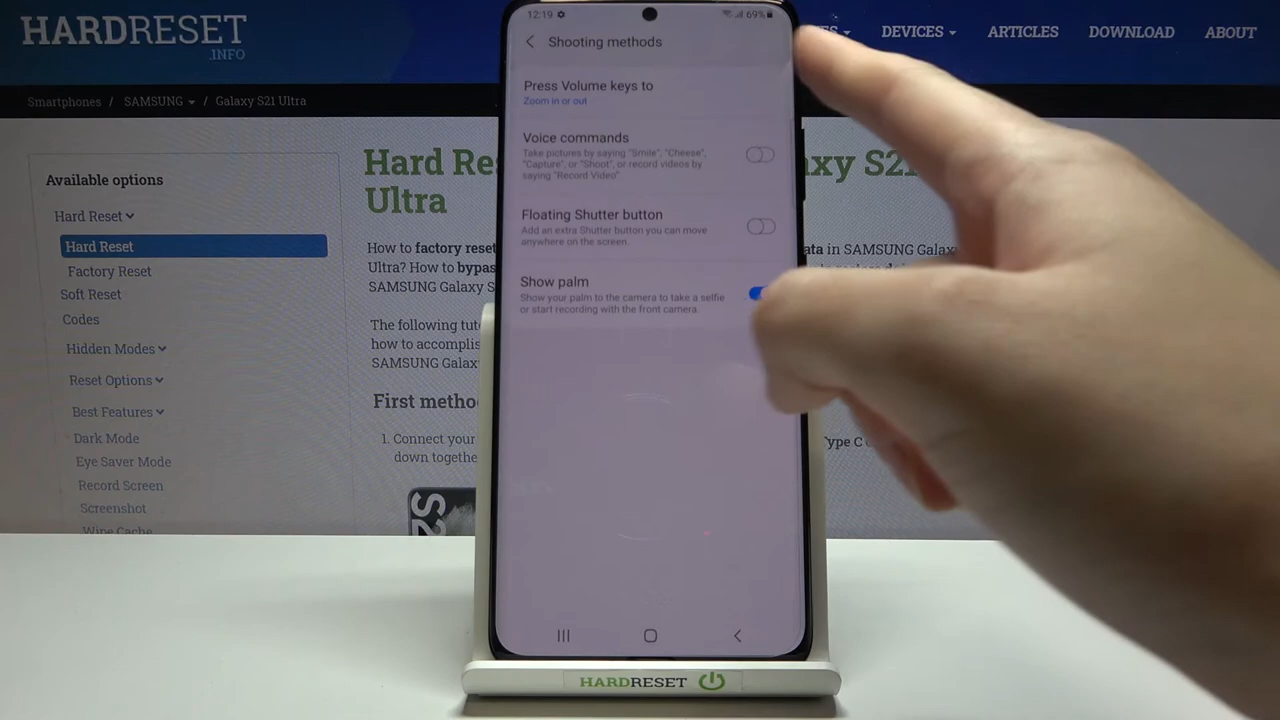 HARDRESET
.INFO
DEVICES
ARTICLES
DOWNLOAD
ABOUT
Smartphones / SAMSUNG / Galaxy S21 Ultra
Available options
Hard Reset
Hard Reset
Factory Reset
Soft Reset
Codes
Hidden Modes
Reset Options
Best Features
Dark Mode
Eye Saver Mode
Record Screen
Screenshot
Wipe Cache
Hard Re
axy S21
Ultra
How to factory reset
ata in SAMSUNG Galax
Ultra? How to bypas
SAMSUNG Galaxy S
The following tut
how to accomplis
SAMSUNG Galax
First metho
1. Connect your
Type C
down togethe
S2
12:19
69%
Shooting methods
Press Volume keys to
Zoom in or out
Voice commands
Take pictures by saying "Smile", "Cheese",
"Capture", or "Shoot", or record videos by
saying "Record Video"
Floating Shutter button
Add an extra Shutter button you can move
anywhere on the screen.
Show palm
Show your palm to the camera to take a selfie
or start recording with the front camera.
HARDRESET